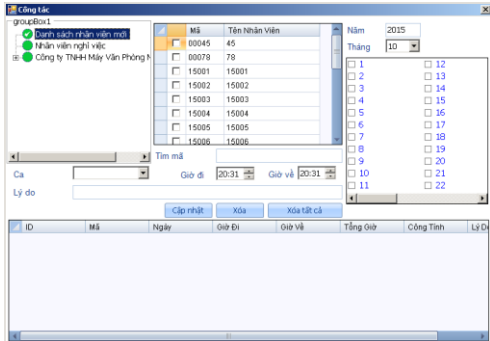 Công tác
groupBox1
Danh sách nhân viên mới
Nhân viên nghỉ việc
Công ty TNHH Máy Văn Phòng
Mã Tên Nhân Viên
00045 45
00078 78
15001 15001
15002 15002
15003 15003
15004 15004
15005 15005
15006 15006
Năm 2015
Tháng 10
1 12
2 13
3 14
4 15
5 16
6 17
7 18
8 19
9 20
10 21
11 22
Tìm mã
Ca Giờ đi 20:31 Giờ về 20:31
Lý do
Cập nhật Xóa Xóa tất cả
ID Mã Ngày Giờ Đi Giờ Về Tổng Giờ Công Tính Lý